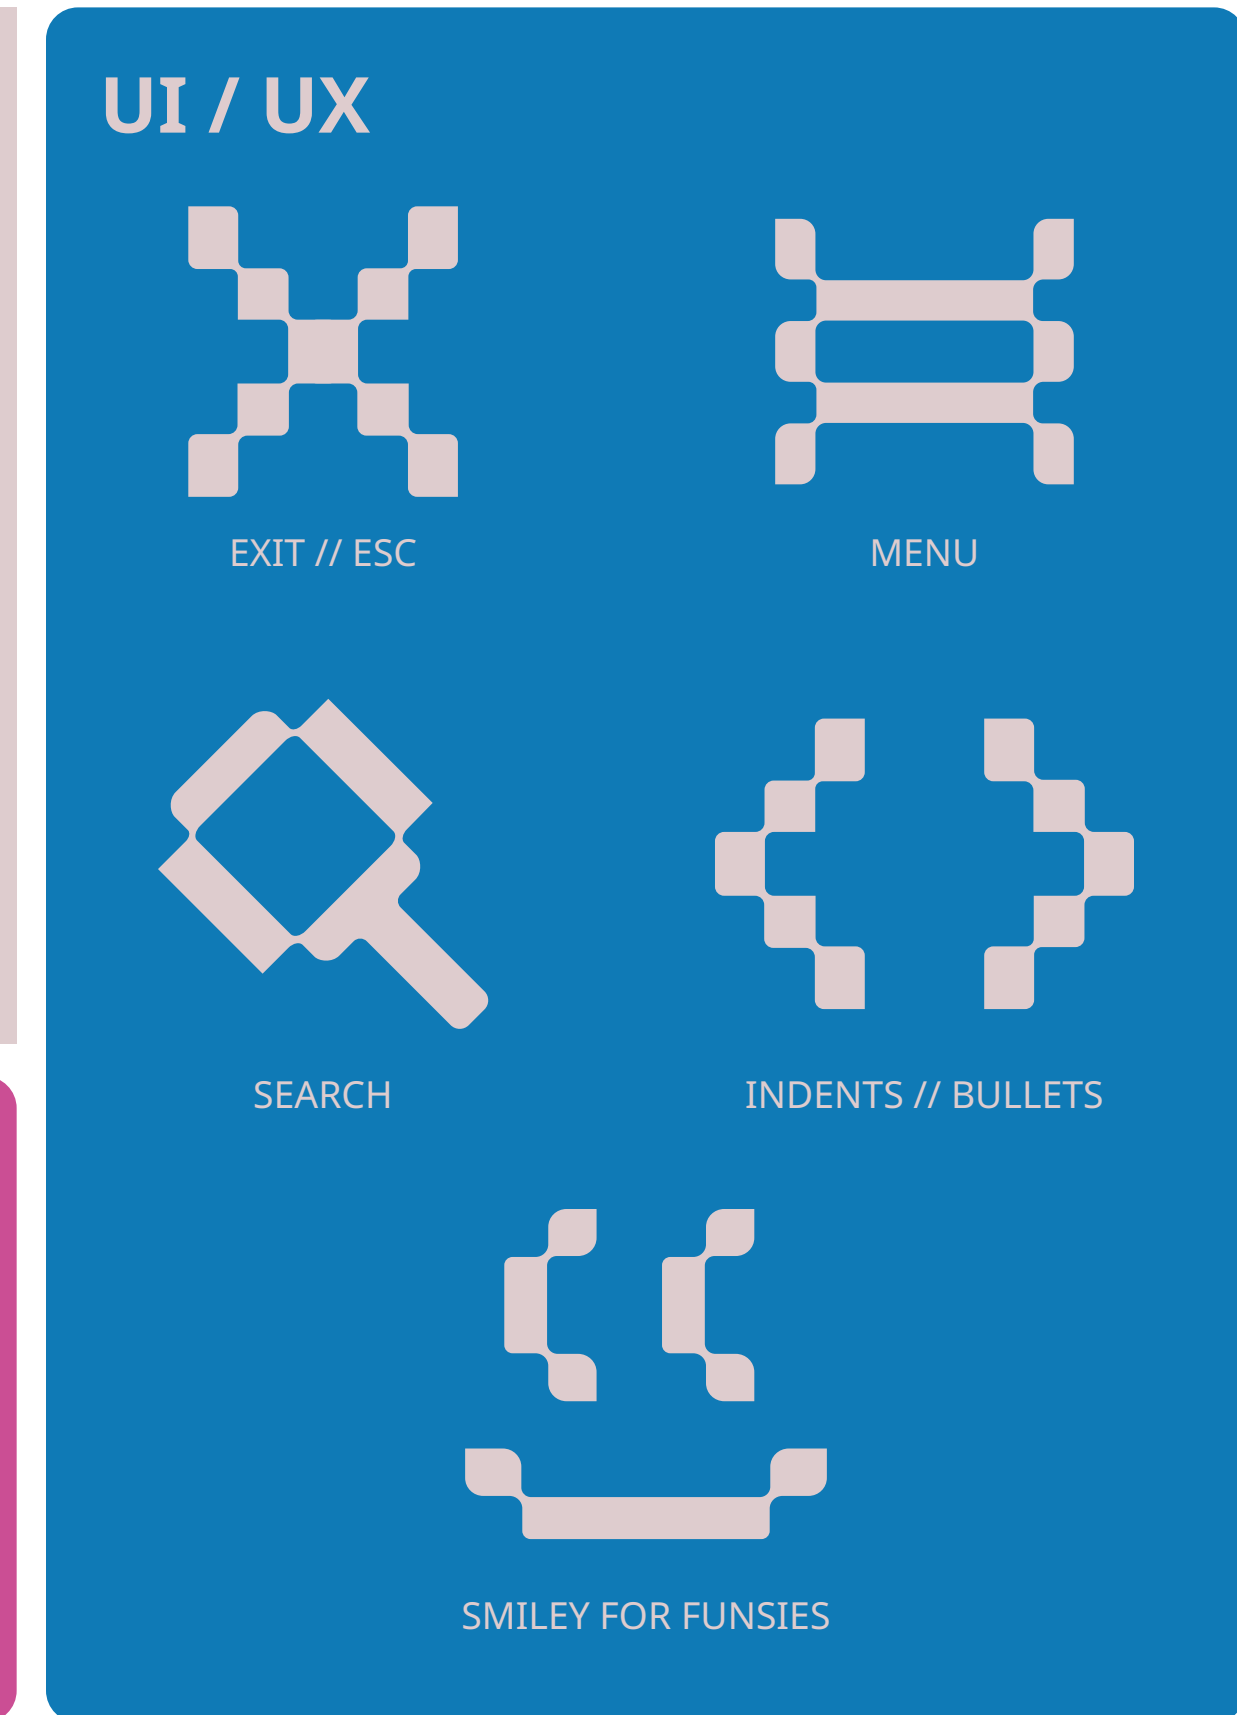 UI / UX
EXIT // ESC
MENU
SEARCH
INDENTS // BULLETS
SMILEY FOR FUNSIES